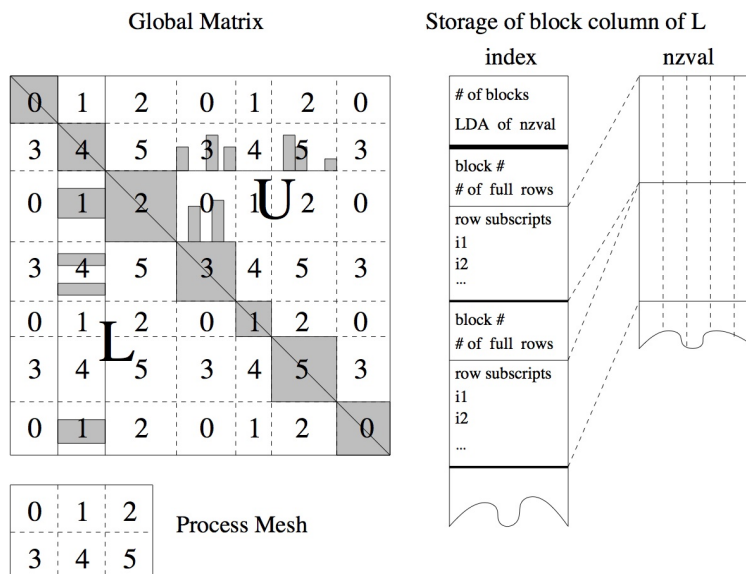 Global Matrix
0 1 2 0 1 2 0
3 4 5 3 4 5 3
0 1 2 0 1 2 0
3 4 5 3 4 5 3
0 1 2 0 1 2 0
3 4 5 3 4 5 3
0 1 2 0 1 2 0
U
L
0 1 2
3 4 5
Process Mesh
Storage of block column of L
index
# of blocks
LDA of nzval
block #
# of full rows
row subscripts
i1
i2
...
block #
# of full rows
row subscripts
i1
i2
...
nzval